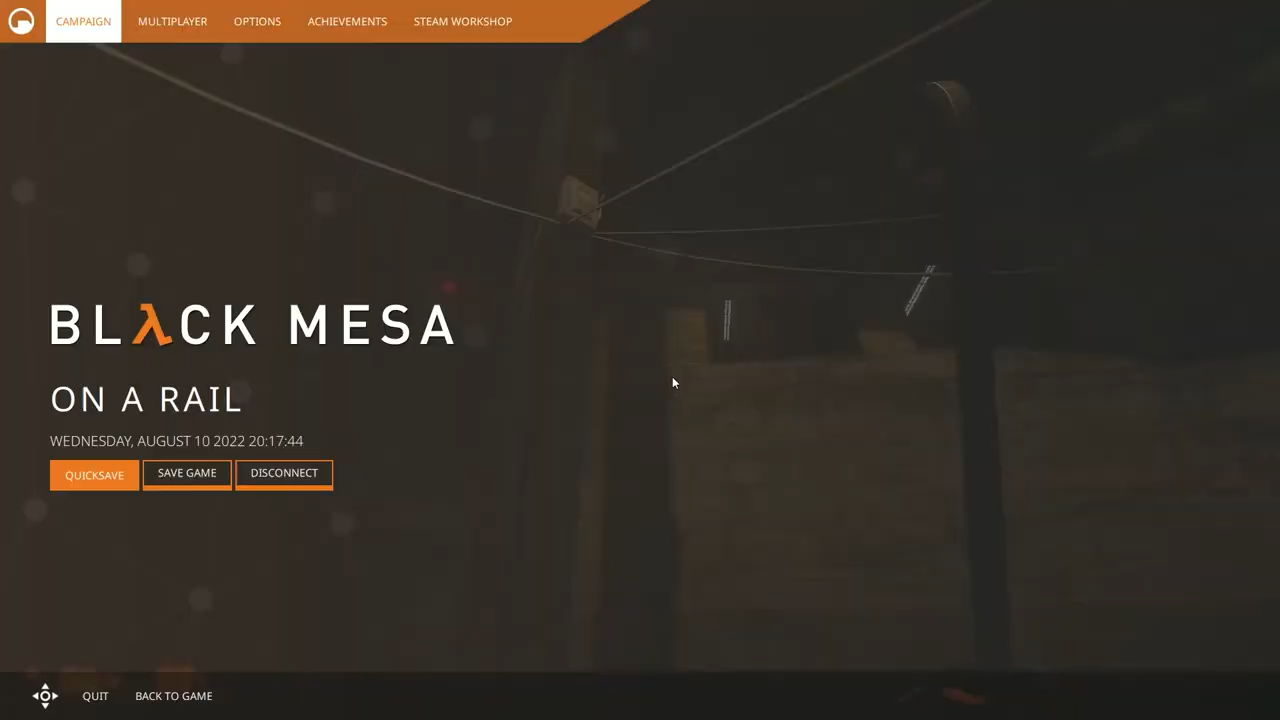 CAMPAIGN MULTIPLAYER OPTIONS ACHIEVEMENTS STEAM WORKSHOP
BLλCK MESA
ON A RAIL
WEDNESDAY, AUGUST 10 2022 20:17:44
QUICKSAVE SAVE GAME DISCONNECT
QUIT BACK TO GAME